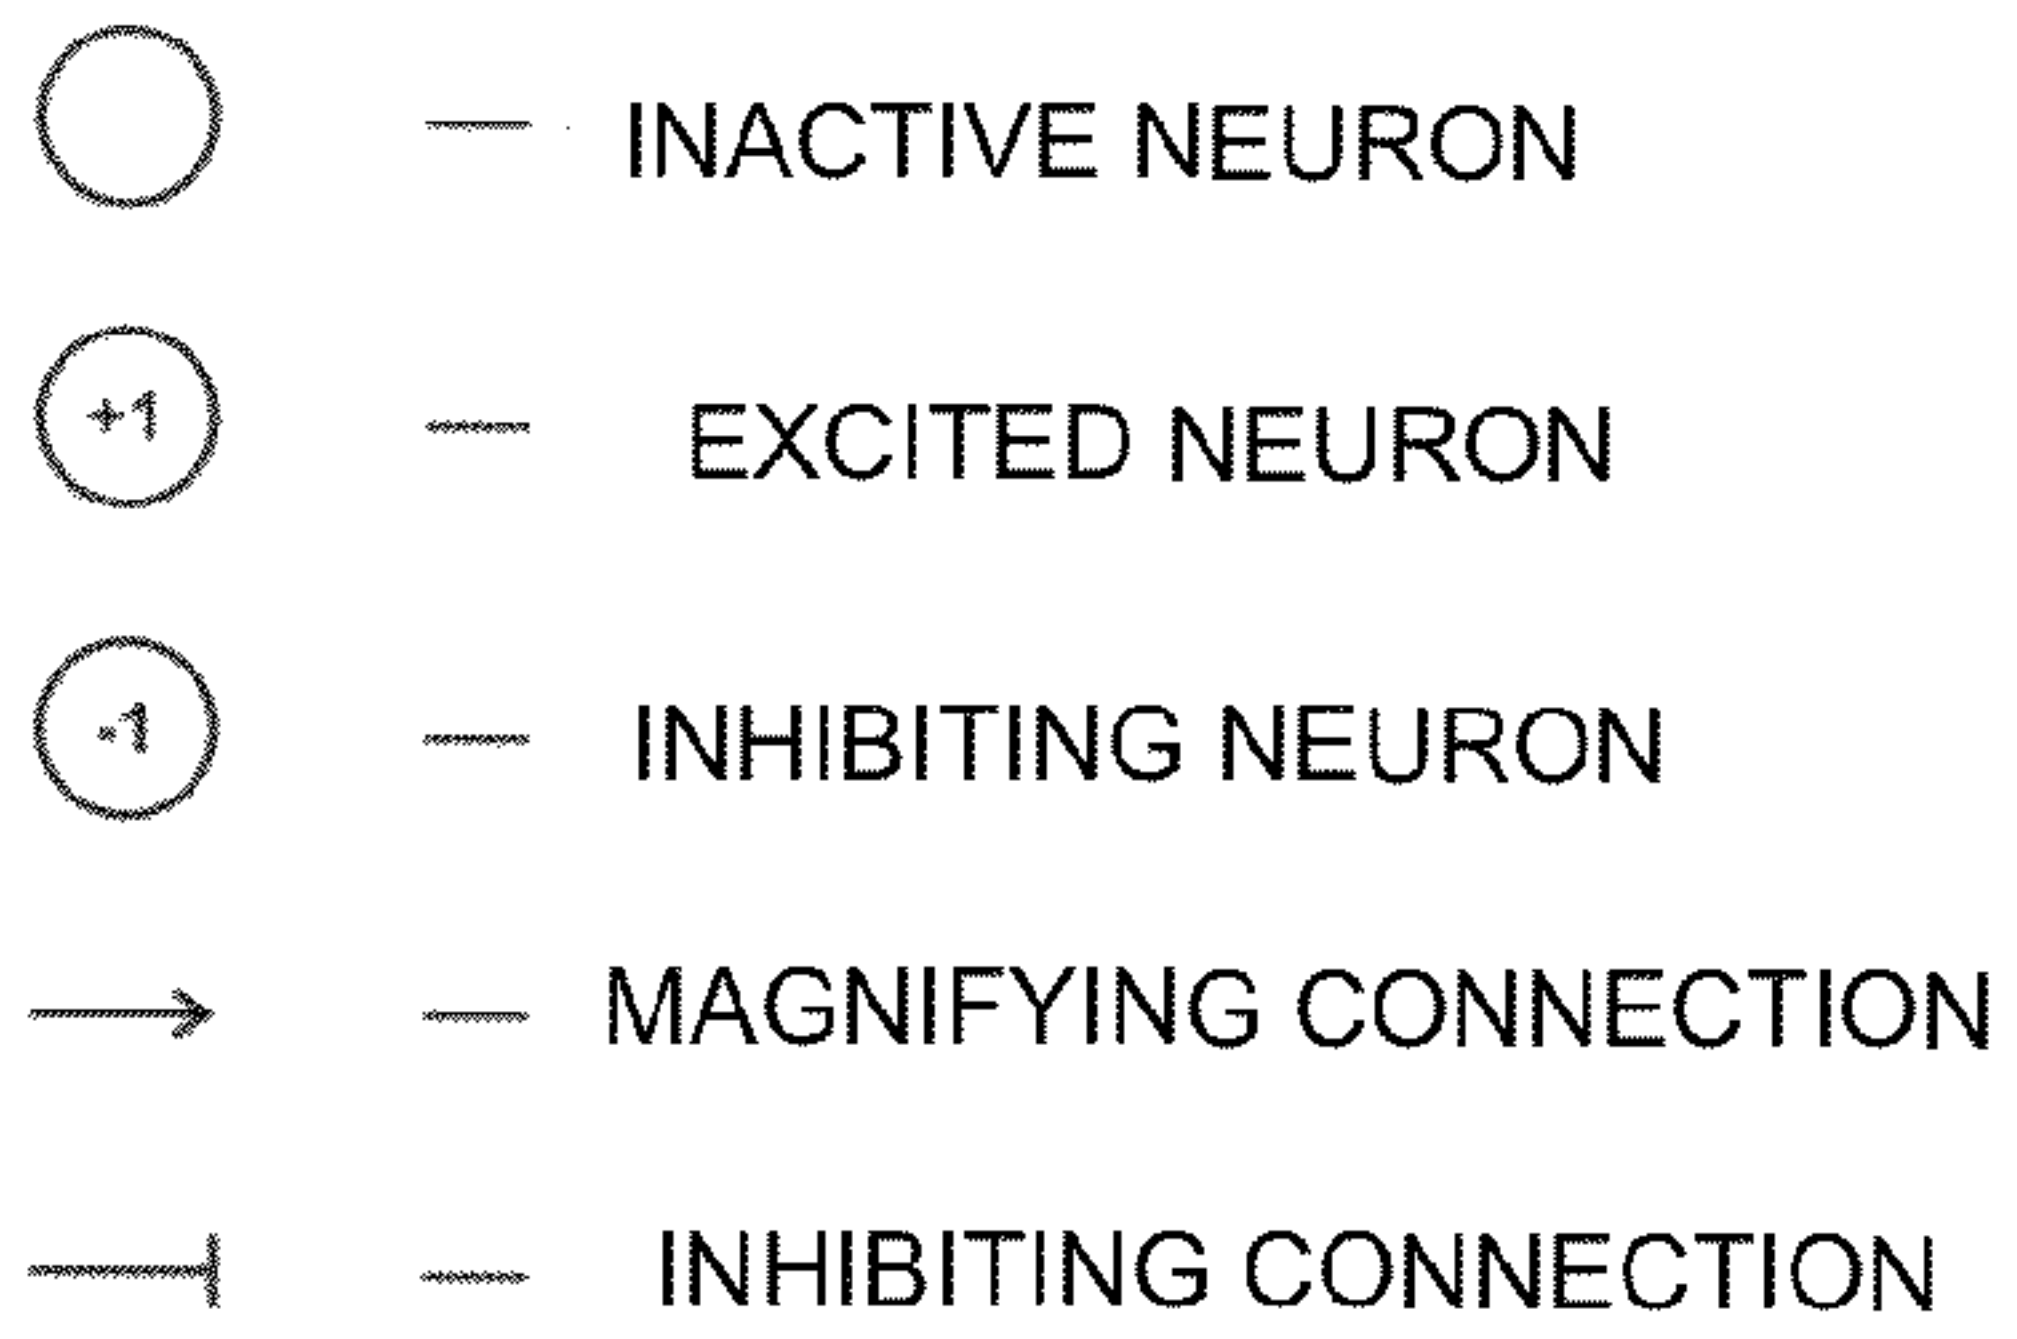 — INACTIVE NEURON
+1 — EXCITED NEURON
-1 — INHIBITING NEURON
— MAGNIFYING CONNECTION
— INHIBITING CONNECTION